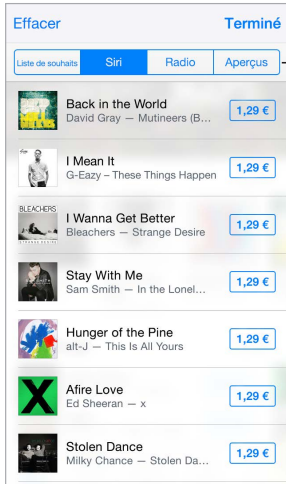 Effacer Terminé
Liste de souhaits Siri Radio Aperçus
Back in the World
David Gray — Mutineers (B...
1,29 €
I Mean It
G-Eazy – These Things Happen
1,29 €
BLEACHERS
STRANGE DESIRE
I Wanna Get Better
Bleachers — Strange Desire
1,29 €
Stay With Me
Sam Smith — In the Lonel...
1,29 €
Hunger of the Pine
alt-J — This Is All Yours
1,29 €
X
Afire Love
Ed Sheeran — x
1,29 €
Stolen Dance
Milky Chance — Stolen Da...
1,29 €